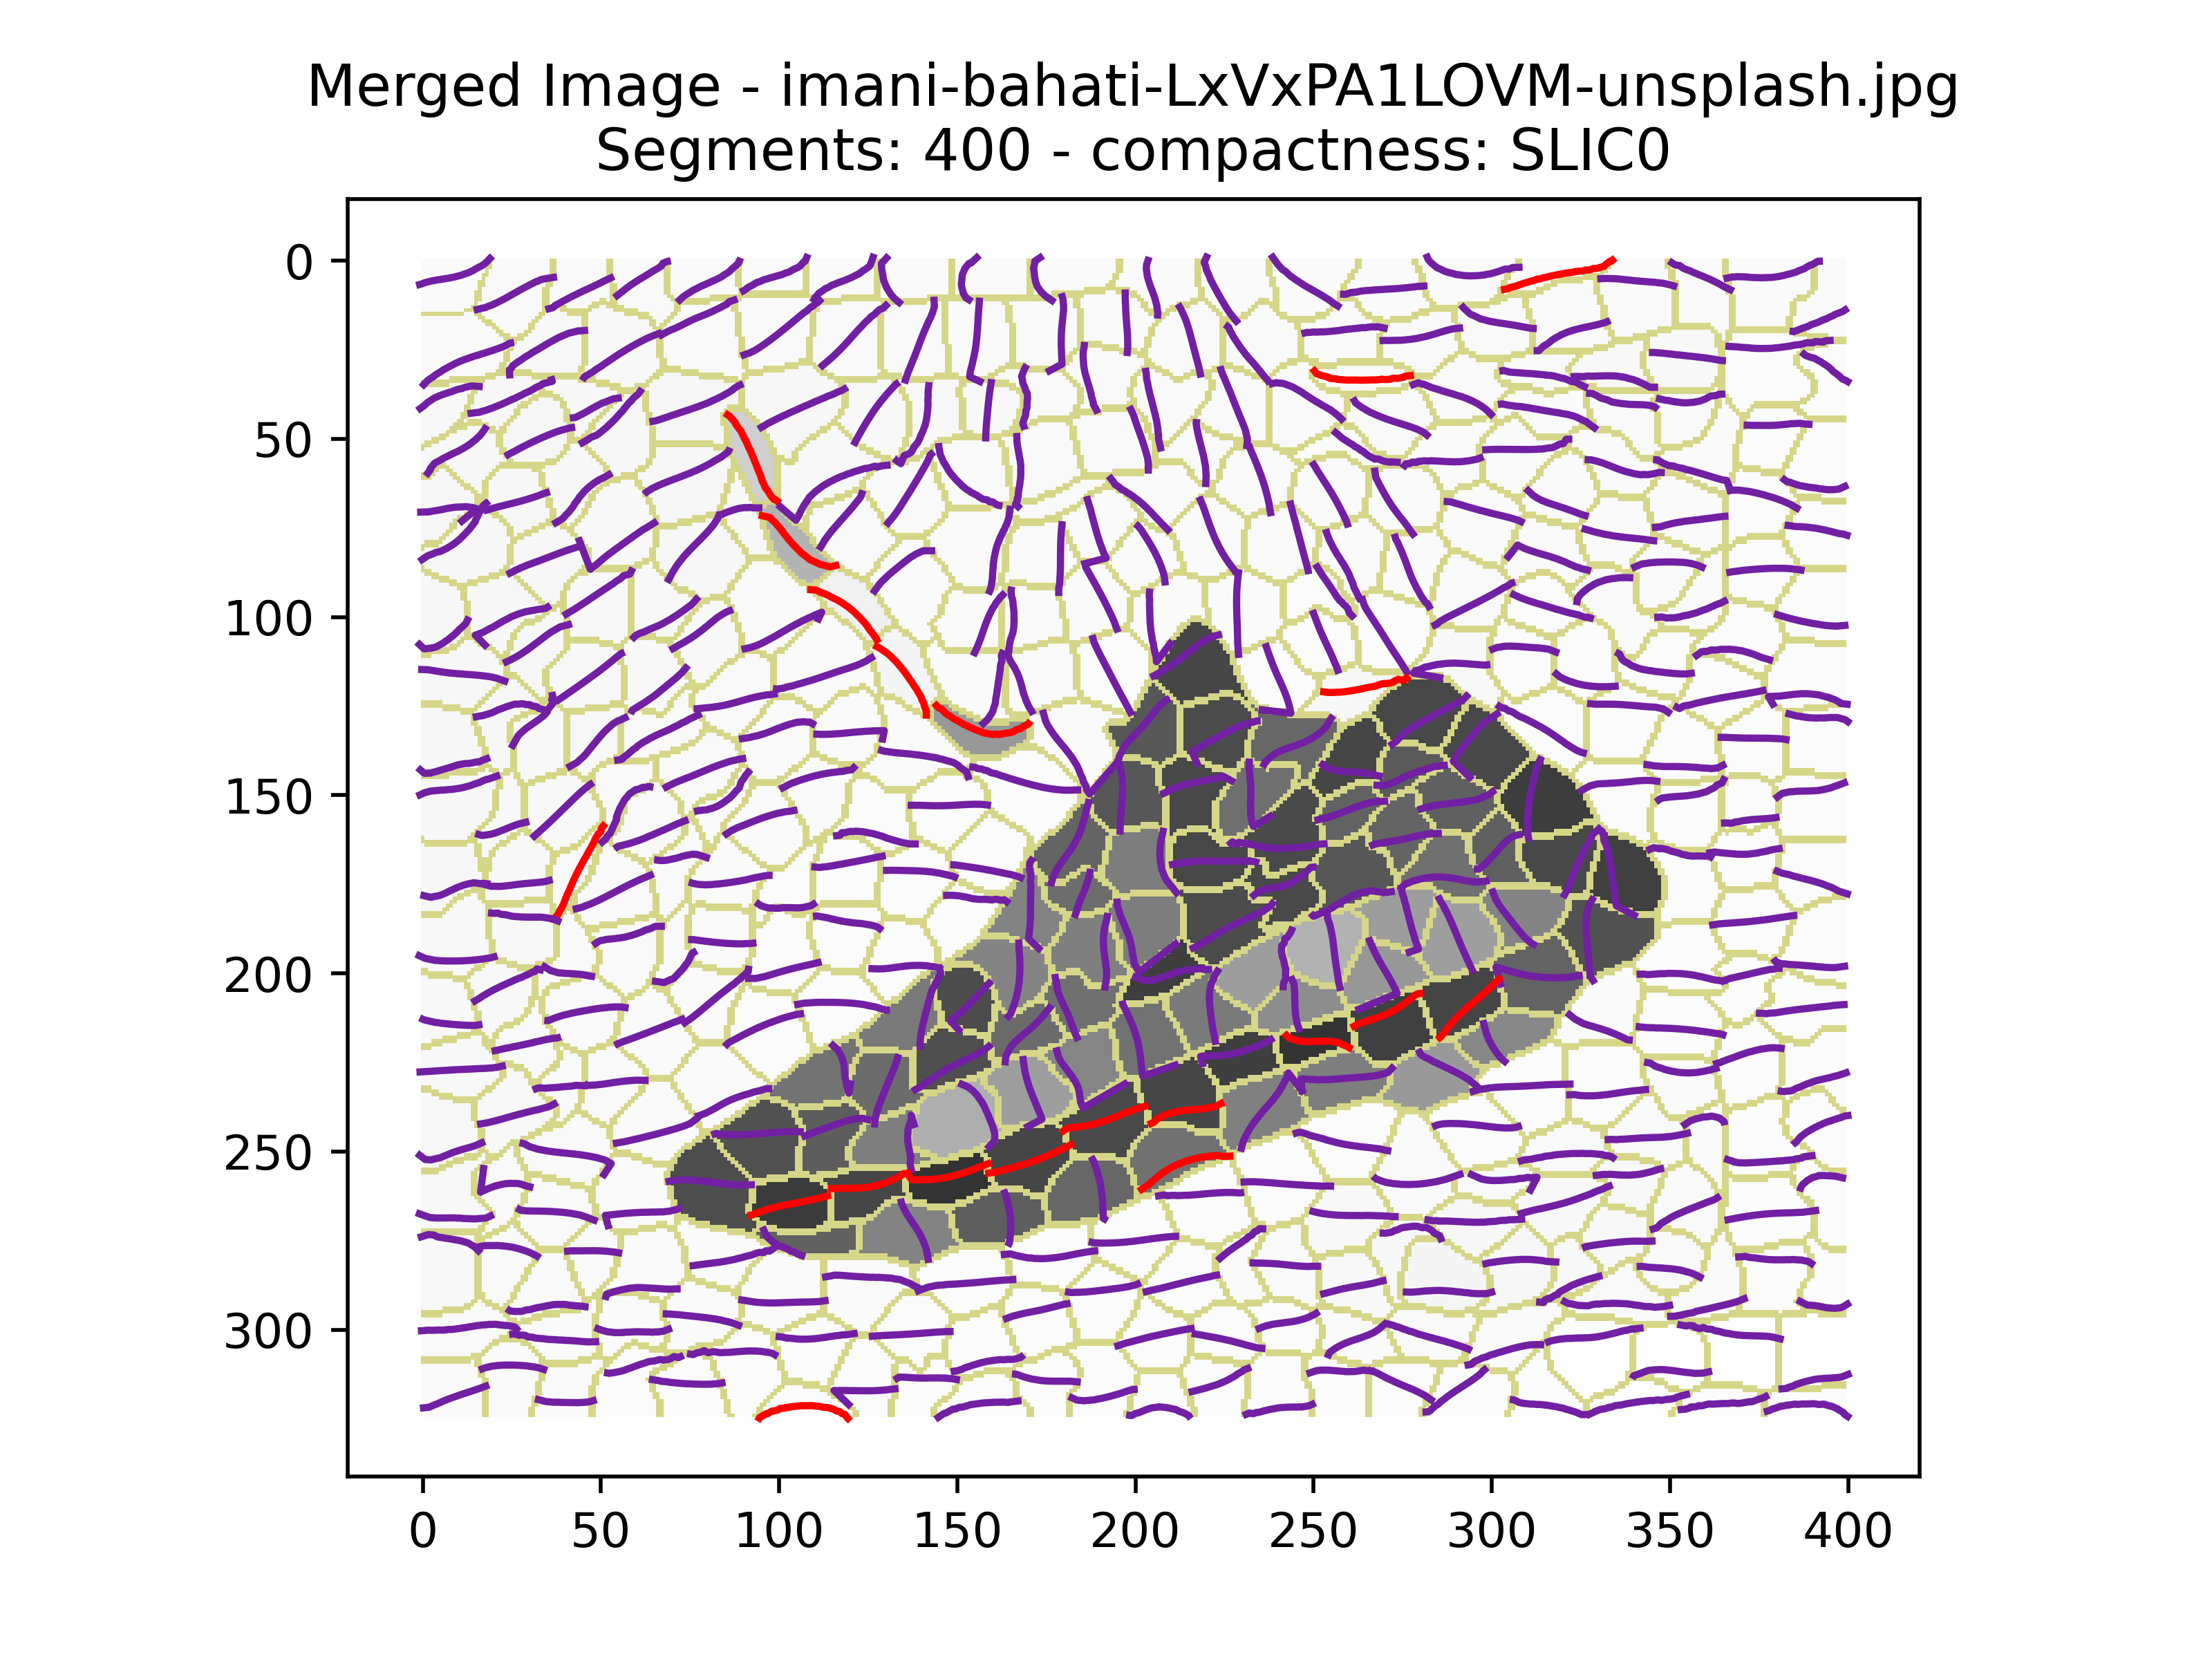 Merged Image - imani-bahati-LxVxPA1LOVM-unsplash.jpg
Segments: 400 - compactness: SLIC0
0
50
100
150
200
250
300
0 50 100 150 200 250 300 350 400